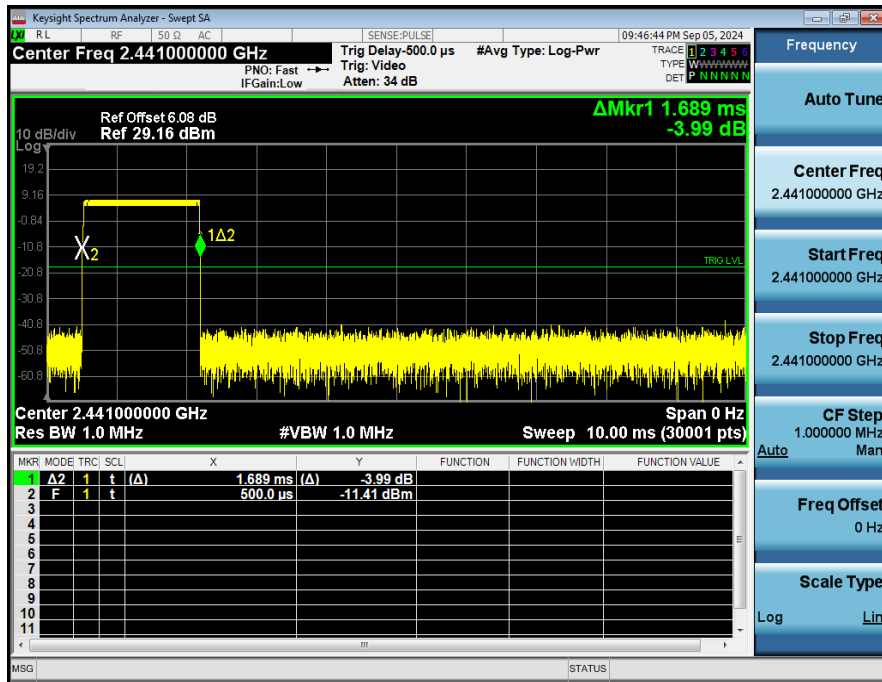 Keysight Spectrum Analyzer - Swept SA
LXI RL RF 50 Ω AC SENSE:PULSE 09:46:44 PM Sep 05, 2024
Center Freq 2.441000000 GHz
PNO: Fast
IFGain:Low
Trig Delay-500.0 µs
Trig: Video
Atten: 34 dB
#Avg Type: Log-Pwr
TRACE 1 2 3 4 5 6
TYPE WWWWWW
DET P N N N N N
Frequency
Auto Tune
Center Freq
2.441000000 GHz
Start Freq
2.441000000 GHz
Stop Freq
2.441000000 GHz
CF Step
1.000000 MHz
Auto Man
Freq Offset
0 Hz
Scale Type
Log Lin
ΔMkr1 1.689 ms
-3.99 dB
Ref Offset 6.08 dB
10 dB/div Ref 29.16 dBm
Log
19.2
9.16
-0.84
-10.8
-20.8
-30.8
-40.8
-50.8
-60.8
X2
1Δ2
TRIG LVL
Center 2.441000000 GHz Span 0 Hz
Res BW 1.0 MHz #VBW 1.0 MHz Sweep 10.00 ms (30001 pts)
MKR MODE TRC SCL X Y FUNCTION FUNCTION WIDTH FUNCTION VALUE
1 Δ2 1 t (Δ) 1.689 ms (Δ) -3.99 dB
2 F 1 t 500.0 µs -11.41 dBm
3
4
5
6
7
8
9
10
11
MSG STATUS